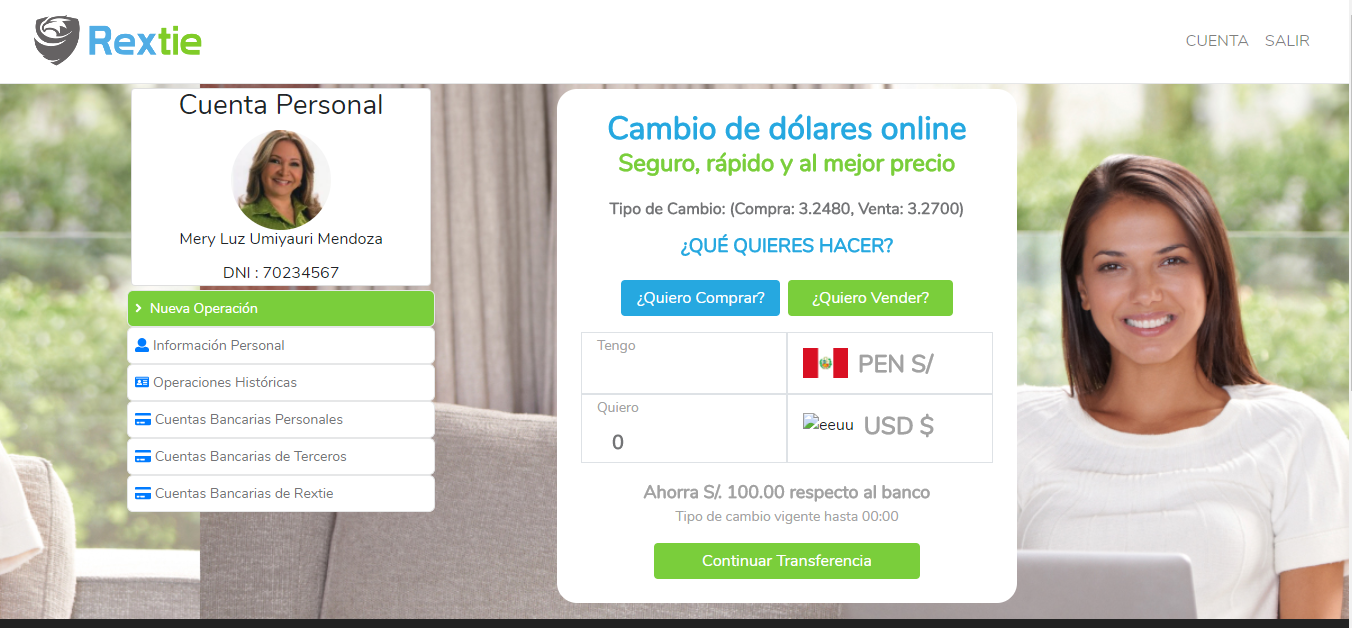 Rextie
CUENTA SALIR
Cuenta Personal
Mery Luz Umiyauri Mendoza
DNI : 70234567
Nueva Operación
Información Personal
Operaciones Históricas
Cuentas Bancarias Personales
Cuentas Bancarias de Terceros
Cuentas Bancarias de Rextie
Cambio de dólares online
Seguro, rápido y al mejor precio
Tipo de Cambio: (Compra: 3.2480, Venta: 3.2700)
¿QUÉ QUIERES HACER?
¿Quiero Comprar? ¿Quiero Vender?
Tengo
PEN S/
Quiero
0
eeuu USD $
Ahorra S/. 100.00 respecto al banco
Tipo de cambio vigente hasta 00:00
Continuar Transferencia